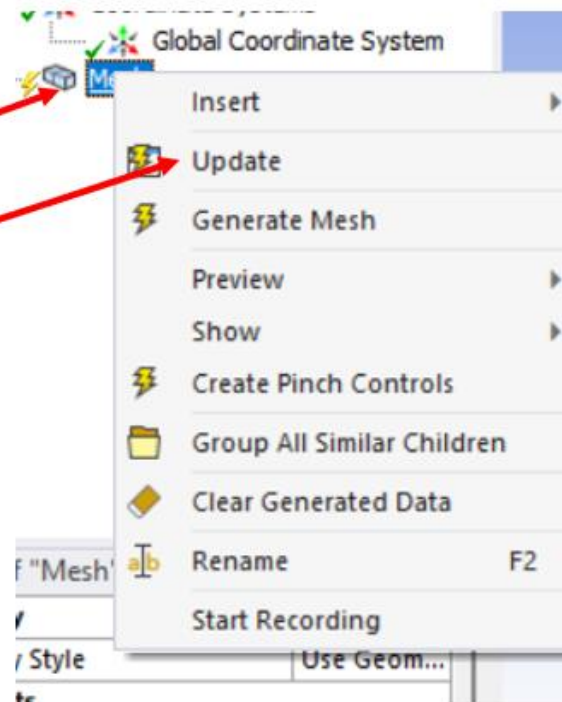 Global Coordinate System
Insert
Update
Generate Mesh
Preview
Show
Create Pinch Controls
Group All Similar Children
Clear Generated Data
"Mesh"
Rename F2
Start Recording
Style Use Geom...